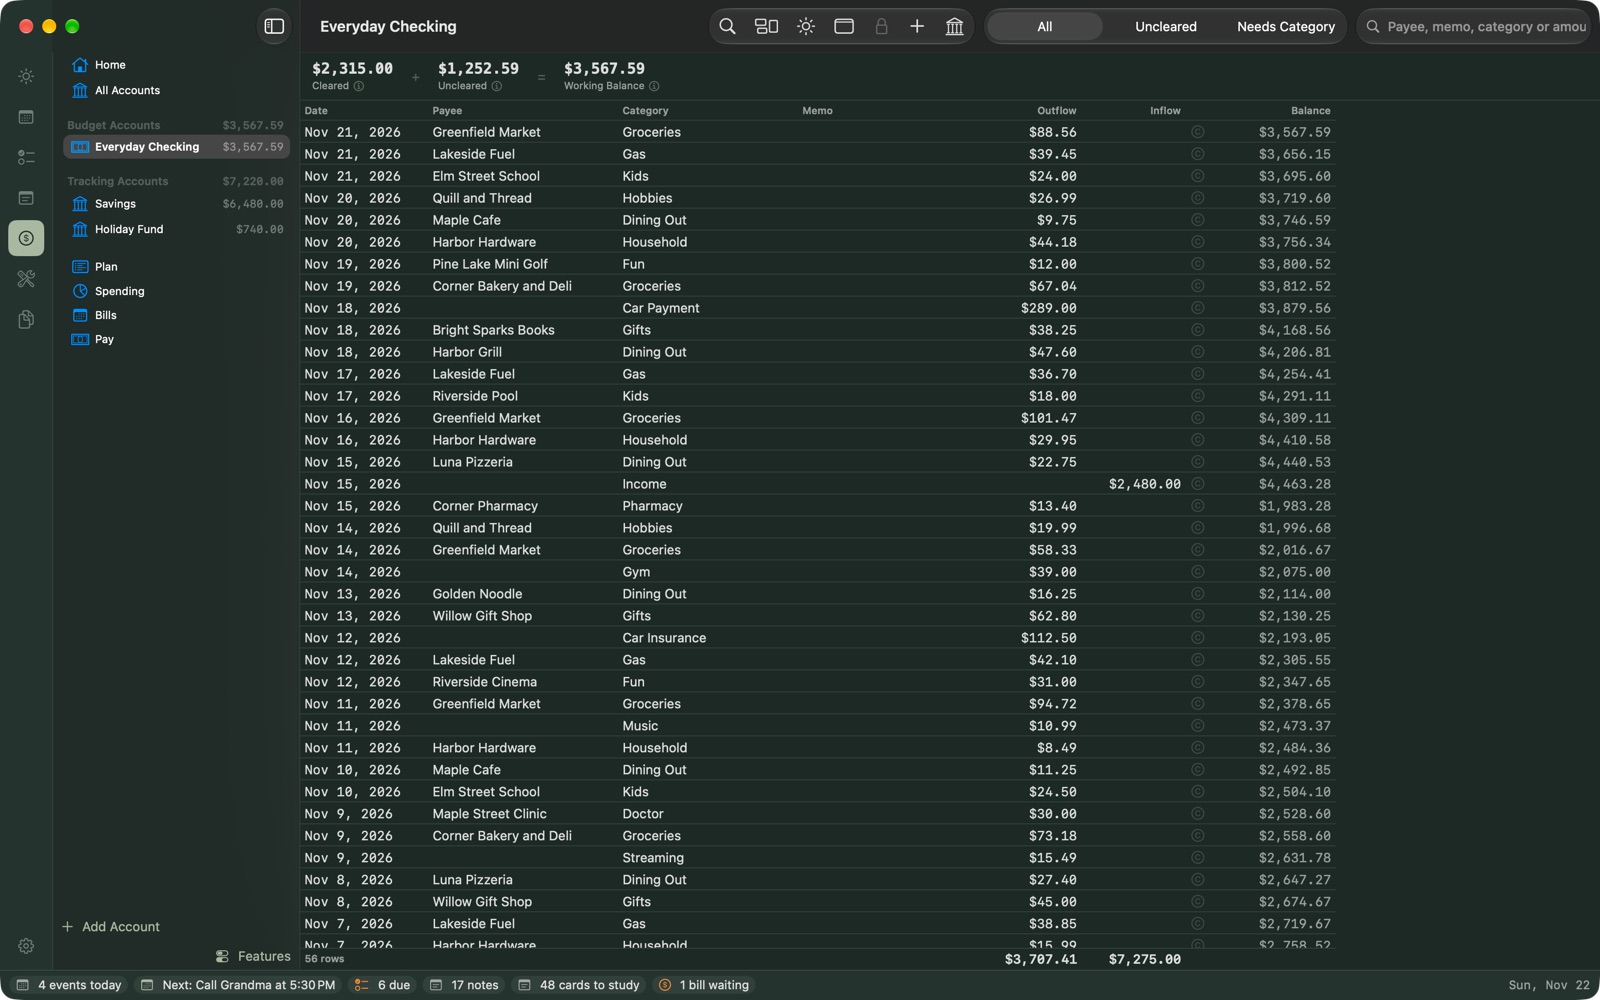 Everyday Checking
All
Uncleared
Needs Category
Payee, memo, category or amou
Home
All Accounts
Budget Accounts $3,567.59
Everyday Checking $3,567.59
Tracking Accounts $7,220.00
Savings $6,480.00
Holiday Fund $740.00
Plan
Spending
Bills
Pay
+ Add Account
Features
$2,315.00 + $1,252.59 = $3,567.59
Cleared Uncleared Working Balance
Date Payee Category Memo Outflow Inflow Balance
Nov 21, 2026 Greenfield Market Groceries $88.56 $3,567.59
Nov 21, 2026 Lakeside Fuel Gas $39.45 $3,656.15
Nov 21, 2026 Elm Street School Kids $24.00 $3,695.60
Nov 20, 2026 Quill and Thread Hobbies $26.99 $3,719.60
Nov 20, 2026 Maple Cafe Dining Out $9.75 $3,746.59
Nov 20, 2026 Harbor Hardware Household $44.18 $3,756.34
Nov 19, 2026 Pine Lake Mini Golf Fun $12.00 $3,800.52
Nov 19, 2026 Corner Bakery and Deli Groceries $67.04 $3,812.52
Nov 18, 2026 Car Payment $289.00 $3,879.56
Nov 18, 2026 Bright Sparks Books Gifts $38.25 $4,168.56
Nov 18, 2026 Harbor Grill Dining Out $47.60 $4,206.81
Nov 17, 2026 Lakeside Fuel Gas $36.70 $4,254.41
Nov 17, 2026 Riverside Pool Kids $18.00 $4,291.11
Nov 16, 2026 Greenfield Market Groceries $101.47 $4,309.11
Nov 16, 2026 Harbor Hardware Household $29.95 $4,410.58
Nov 15, 2026 Luna Pizzeria Dining Out $22.75 $4,440.53
Nov 15, 2026 Income $2,480.00 $4,463.28
Nov 15, 2026 Corner Pharmacy Pharmacy $13.40 $1,983.28
Nov 14, 2026 Quill and Thread Hobbies $19.99 $1,996.68
Nov 14, 2026 Greenfield Market Groceries $58.33 $2,016.67
Nov 14, 2026 Gym $39.00 $2,075.00
Nov 13, 2026 Golden Noodle Dining Out $16.25 $2,114.00
Nov 13, 2026 Willow Gift Shop Gifts $62.80 $2,130.25
Nov 12, 2026 Car Insurance $112.50 $2,193.05
Nov 12, 2026 Lakeside Fuel Gas $42.10 $2,305.55
Nov 12, 2026 Riverside Cinema Fun $31.00 $2,347.65
Nov 11, 2026 Greenfield Market Groceries $94.72 $2,378.65
Nov 11, 2026 Music $10.99 $2,473.37
Nov 11, 2026 Harbor Hardware Household $8.49 $2,484.36
Nov 10, 2026 Maple Cafe Dining Out $11.25 $2,492.85
Nov 10, 2026 Elm Street School Kids $24.50 $2,504.10
Nov 9, 2026 Maple Street Clinic Doctor $30.00 $2,528.60
Nov 9, 2026 Corner Bakery and Deli Groceries $73.18 $2,558.60
Nov 9, 2026 Streaming $15.49 $2,631.78
Nov 8, 2026 Luna Pizzeria Dining Out $27.40 $2,647.27
Nov 8, 2026 Willow Gift Shop Gifts $45.00 $2,674.67
Nov 7, 2026 Lakeside Fuel Gas $38.85 $2,719.67
Nov 7, 2026 Harbor Hardware Household $15.99 $2,758.52
56 rows $3,707.41 $7,275.00
4 events today
Next: Call Grandma at 5:30 PM
6 due
17 notes
48 cards to study
1 bill waiting
Sun, Nov 22